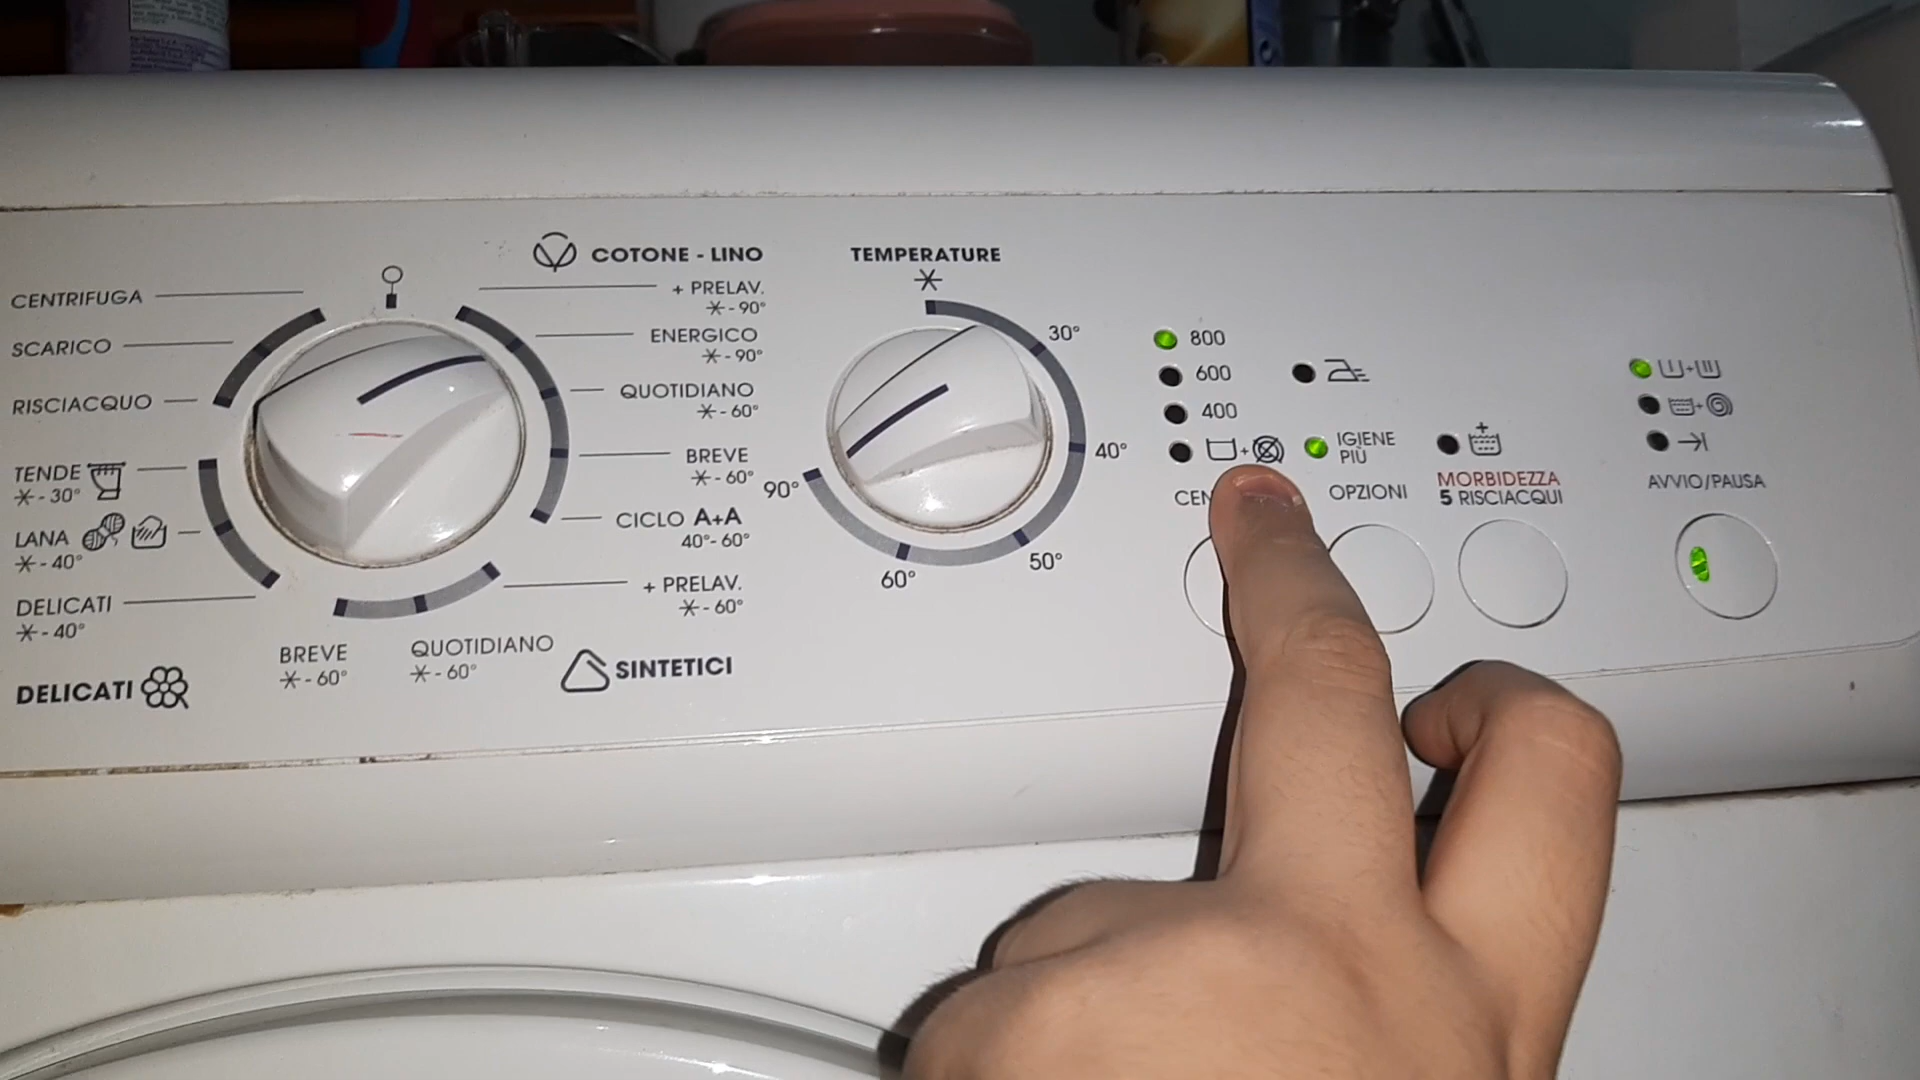 CENTRIFUGA
SCARICO
RISCIACQUO
TENDE
-30°
LANA
-40°
DELICATI
-40°
DELICATI
COTONE - LINO
+ PRELAV.
-90°
ENERGICO
-90°
QUOTIDIANO
-60°
BREVE
-60°
CICLO A+A
40°- 60°
+ PRELAV.
-60°
BREVE
-60°
QUOTIDIANO
-60°
SINTETICI
TEMPERATURE
30°
40°
50°
60°
90°
800
600
400
+
CEN
IGIENE
PIÙ
OPZIONI
+
MORBIDEZZA
5 RISCIACQUI
+
+
AVVIO/PAUSA